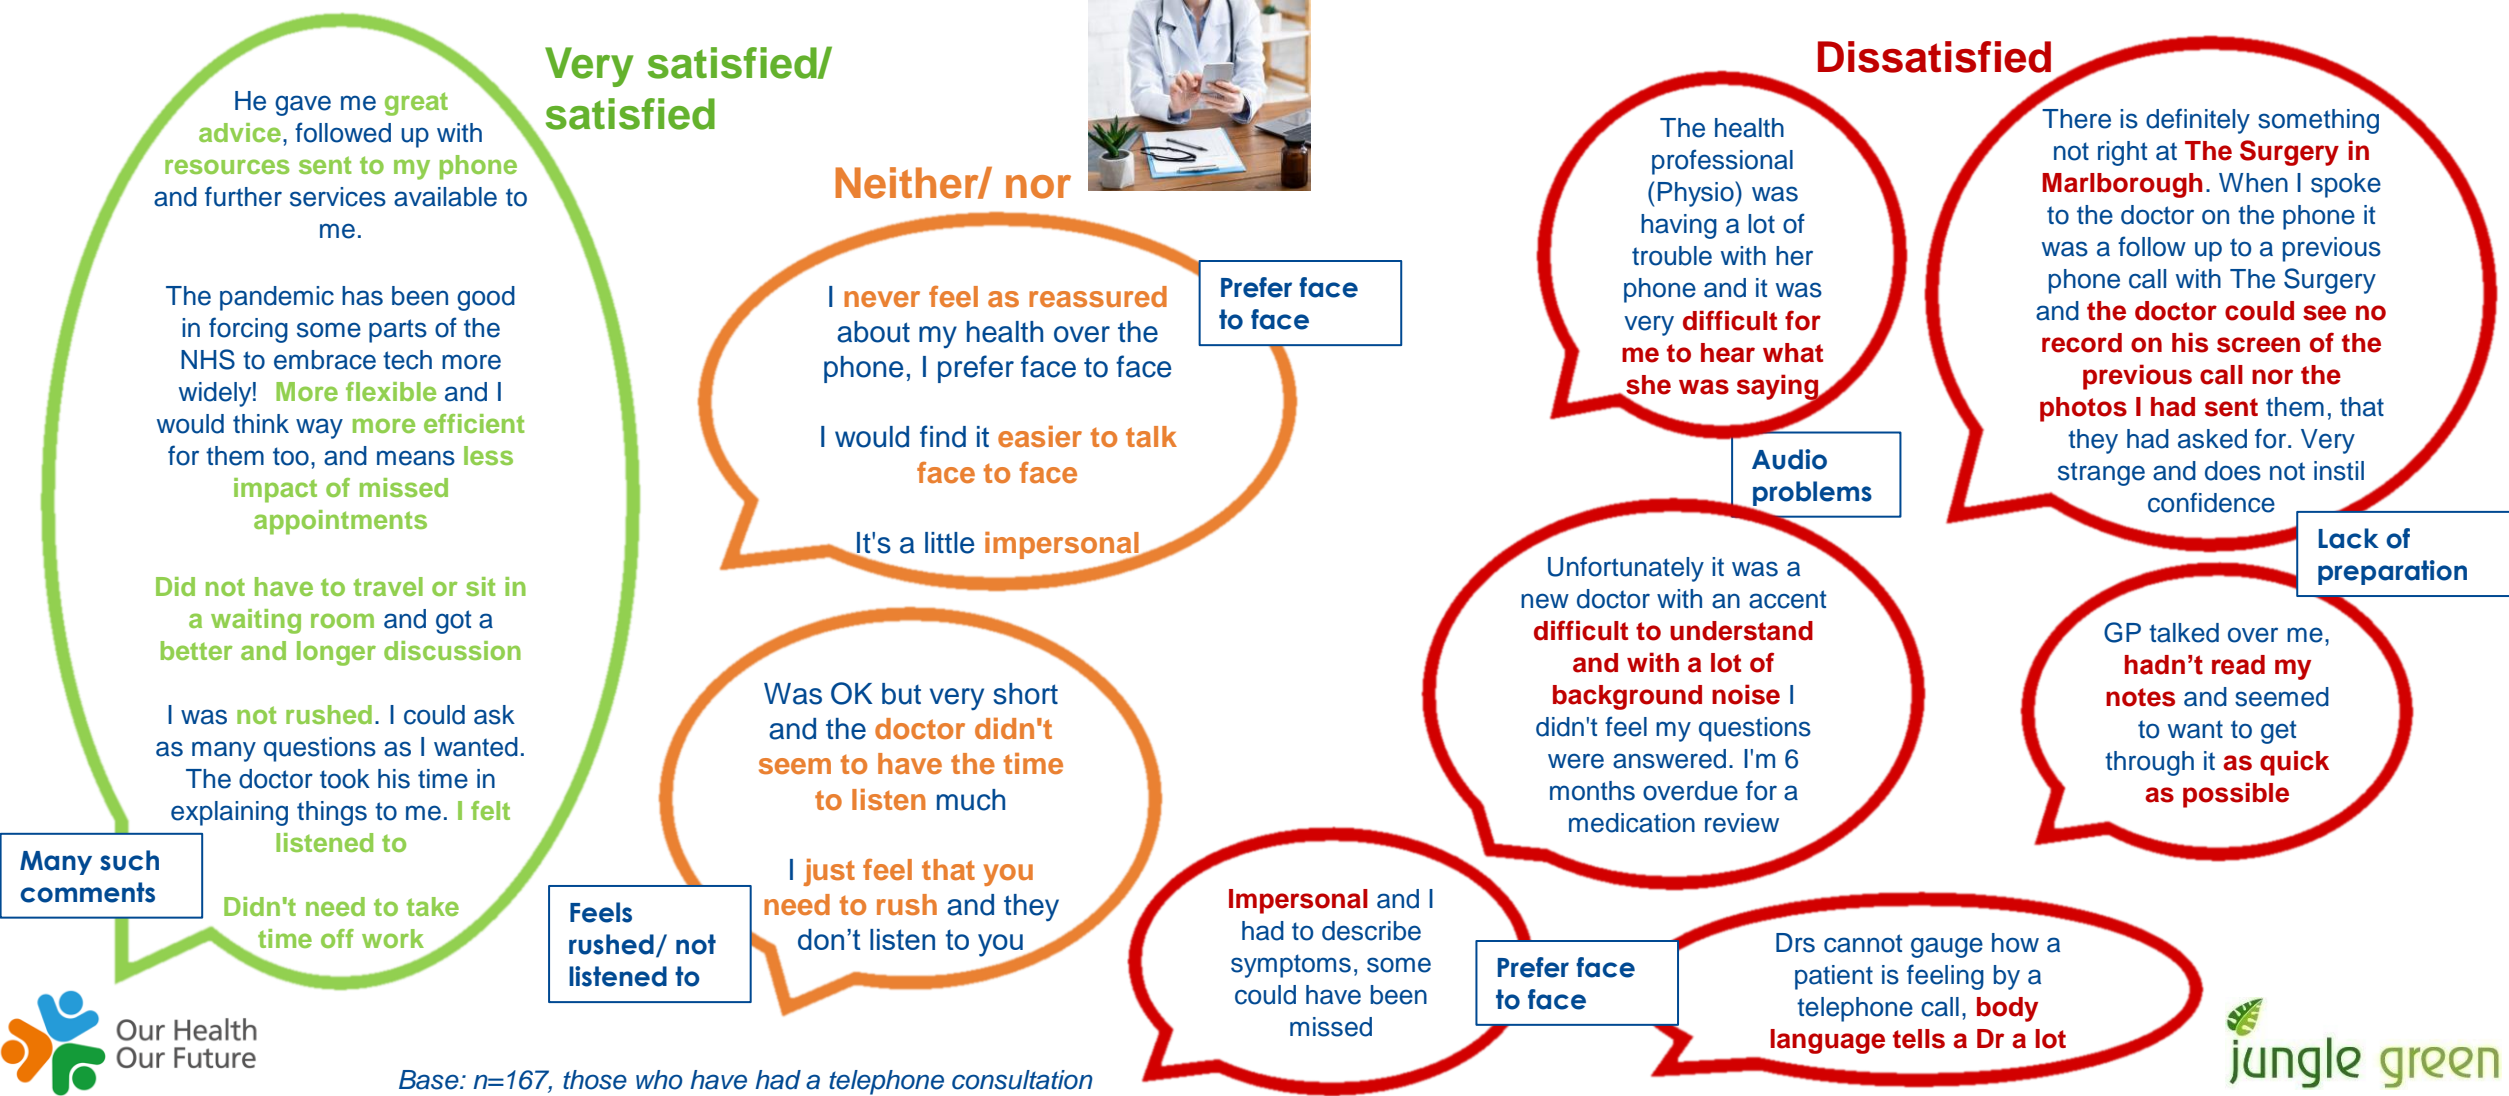 Very satisfied/
satisfied
He gave me great
advice, followed up with
resources sent to my phone
and further services available to
me.
The pandemic has been good
in forcing some parts of the
NHS to embrace tech more
widely!  More flexible and I
would think way more efficient
for them too, and means less
impact of missed
appointments
Did not have to travel or sit in
a waiting room and got a
better and longer discussion
I was not rushed. I could ask
as many questions as I wanted.
The doctor took his time in
explaining things to me. I felt
listened to
Didn't need to take
time off work
Many such
comments
Neither/ nor
I never feel as reassured
about my health over the
phone, I prefer face to face
I would find it easier to talk
face to face
It's a little impersonal
Prefer face
to face
Was OK but very short
and the doctor didn't
seem to have the time
to listen much
I just feel that you
need to rush and they
don’t listen to you
Feels
rushed/ not
listened to
Dissatisfied
The health
professional
(Physio) was
having a lot of
trouble with her
phone and it was
very difficult for
me to hear what
she was saying
Audio
problems
Unfortunately it was a
new doctor with an accent
difficult to understand
and with a lot of
background noise I
didn't feel my questions
were answered. I'm 6
months overdue for a
medication review
There is definitely something
not right at The Surgery in
Marlborough. When I spoke
to the doctor on the phone it
was a follow up to a previous
phone call with The Surgery
and the doctor could see no
record on his screen of the
previous call nor the
photos I had sent them, that
they had asked for. Very
strange and does not instil
confidence
Lack of
preparation
GP talked over me,
hadn’t read my
notes and seemed
to want to get
through it as quick
as possible
Impersonal and I
had to describe
symptoms, some
could have been
missed
Prefer face
to face
Drs cannot gauge how a
patient is feeling by a
telephone call, body
language tells a Dr a lot
Our Health
Our Future
Base: n=167, those who have had a telephone consultation
jungle green